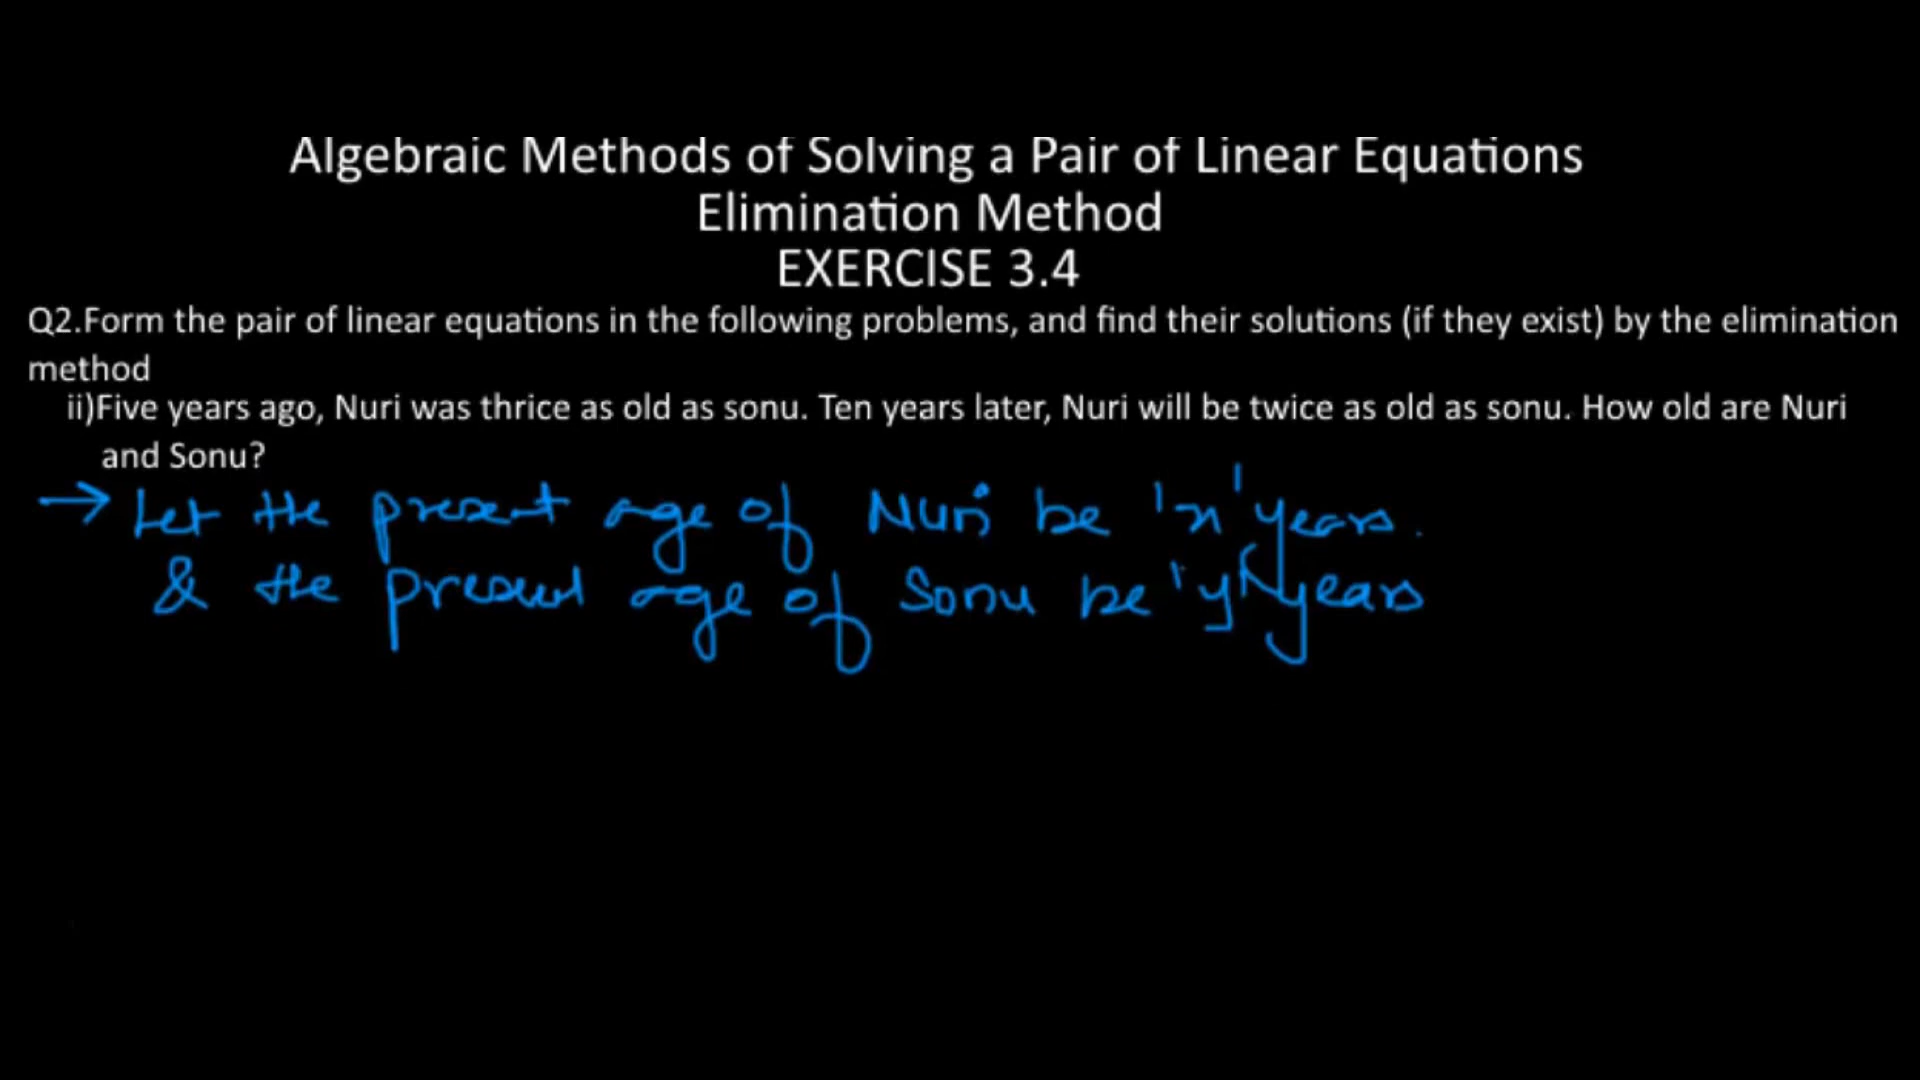 Algebraic Methods of Solving a Pair of Linear Equations
Elimination Method
EXERCISE 3.4
Q2.Form the pair of linear equations in the following problems, and find their solutions (if they exist) by the elimination
method
ii)Five years ago, Nuri was thrice as old as sonu. Ten years later, Nuri will be twice as old as sonu. How old are Nuri
and Sonu?
→ Let the present age of Nuri be 'x' years.
& the present age of Sonu be 'y' years